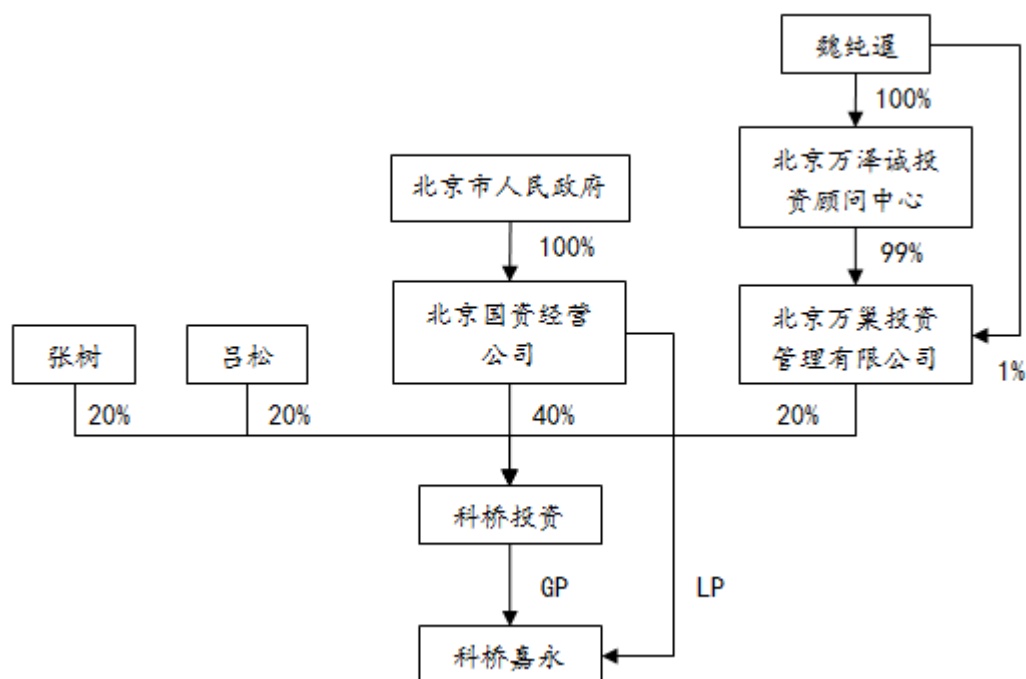 魏纯暹
100%
北京万泽诚投
资顾问中心
北京市人民政府
100%
99%
北京国资经营
公司
北京万巢投资
管理有限公司
张树
吕松
1%
20%
20%
40%
20%
科桥投资
GP
LP
科桥嘉永